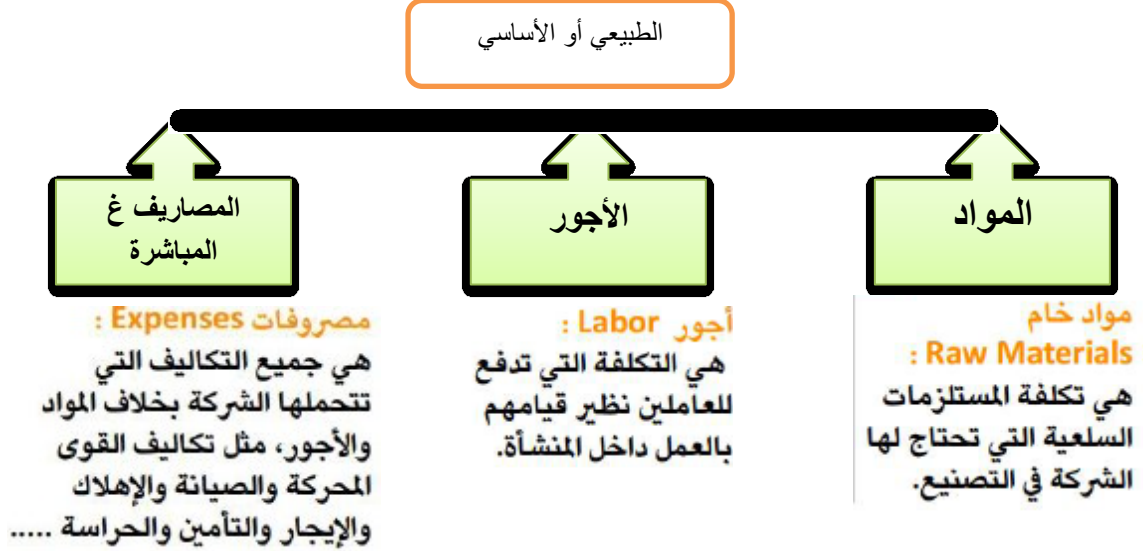 الطبيعي أو الأساسي
المواد
مواد خام
Raw Materials :
هي تكلفة المستلزمات
السلعية التي تحتاج لها
الشركة في التصنيع.
الأجور
أجور Labor :
هي التكلفة التي تدفع
للعاملين نظير قيامهم
بالعمل داخل المنشأة.
المصاريف غ
المباشرة
مصروفات Expenses :
هي جميع التكاليف التي
تتحملها الشركة بخلاف المواد
والأجور، مثل تكاليف القوى
المحركة والصيانة والإهلاك
والإيجار والتأمين والحراسة .....